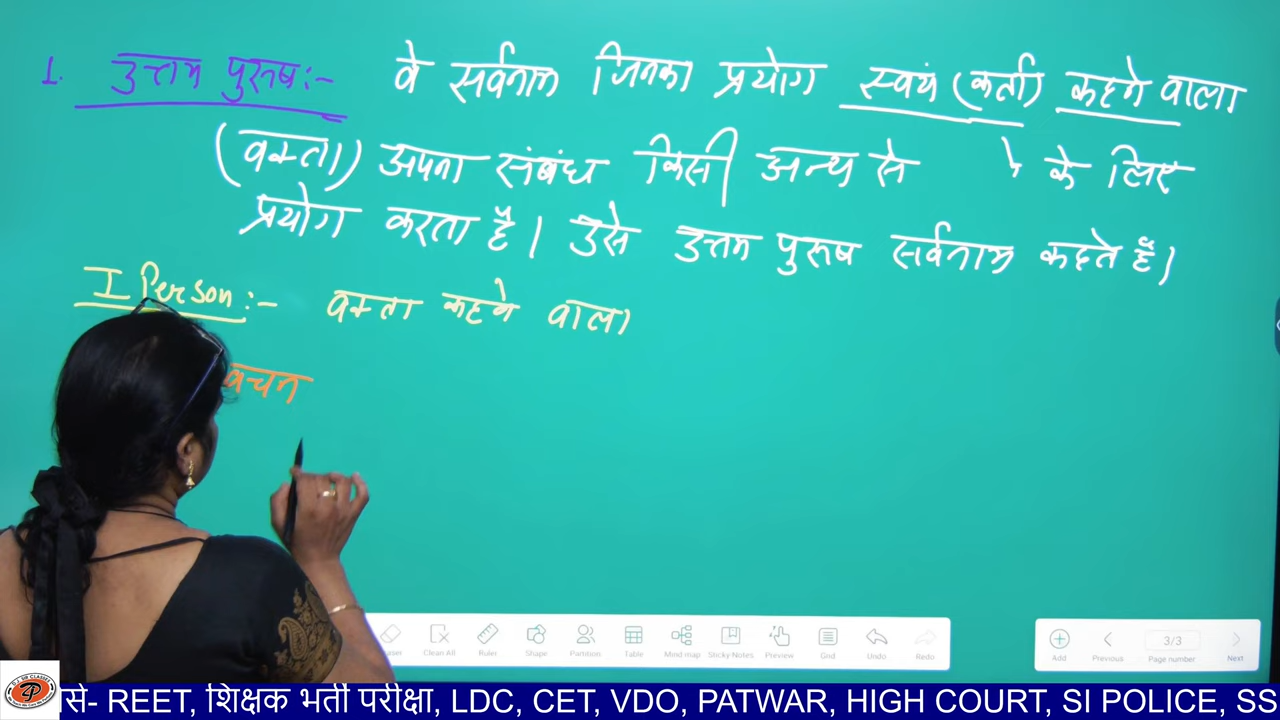 1. उत्तम पुरूष:- वे सर्वनाम जिनका प्रयोग स्वयं (कर्ता) कहने वाला
(वक्ता) अपना संबंध किसी अन्य से के लिए
प्रयोग करता है। उसे उत्तम पुरूष सर्वनाम कहते हैं।
I Person:- वक्ता कहने वाला
वचन
Clean All Ruler Shape Partition Table Mind map Sticky Notes Preview Grid Undo Redo
Add Previous 3/3 Page number Next
से- REET, शिक्षक भर्ती परीक्षा, LDC, CET, VDO, PATWAR, HIGH COURT, SI POLICE, SS